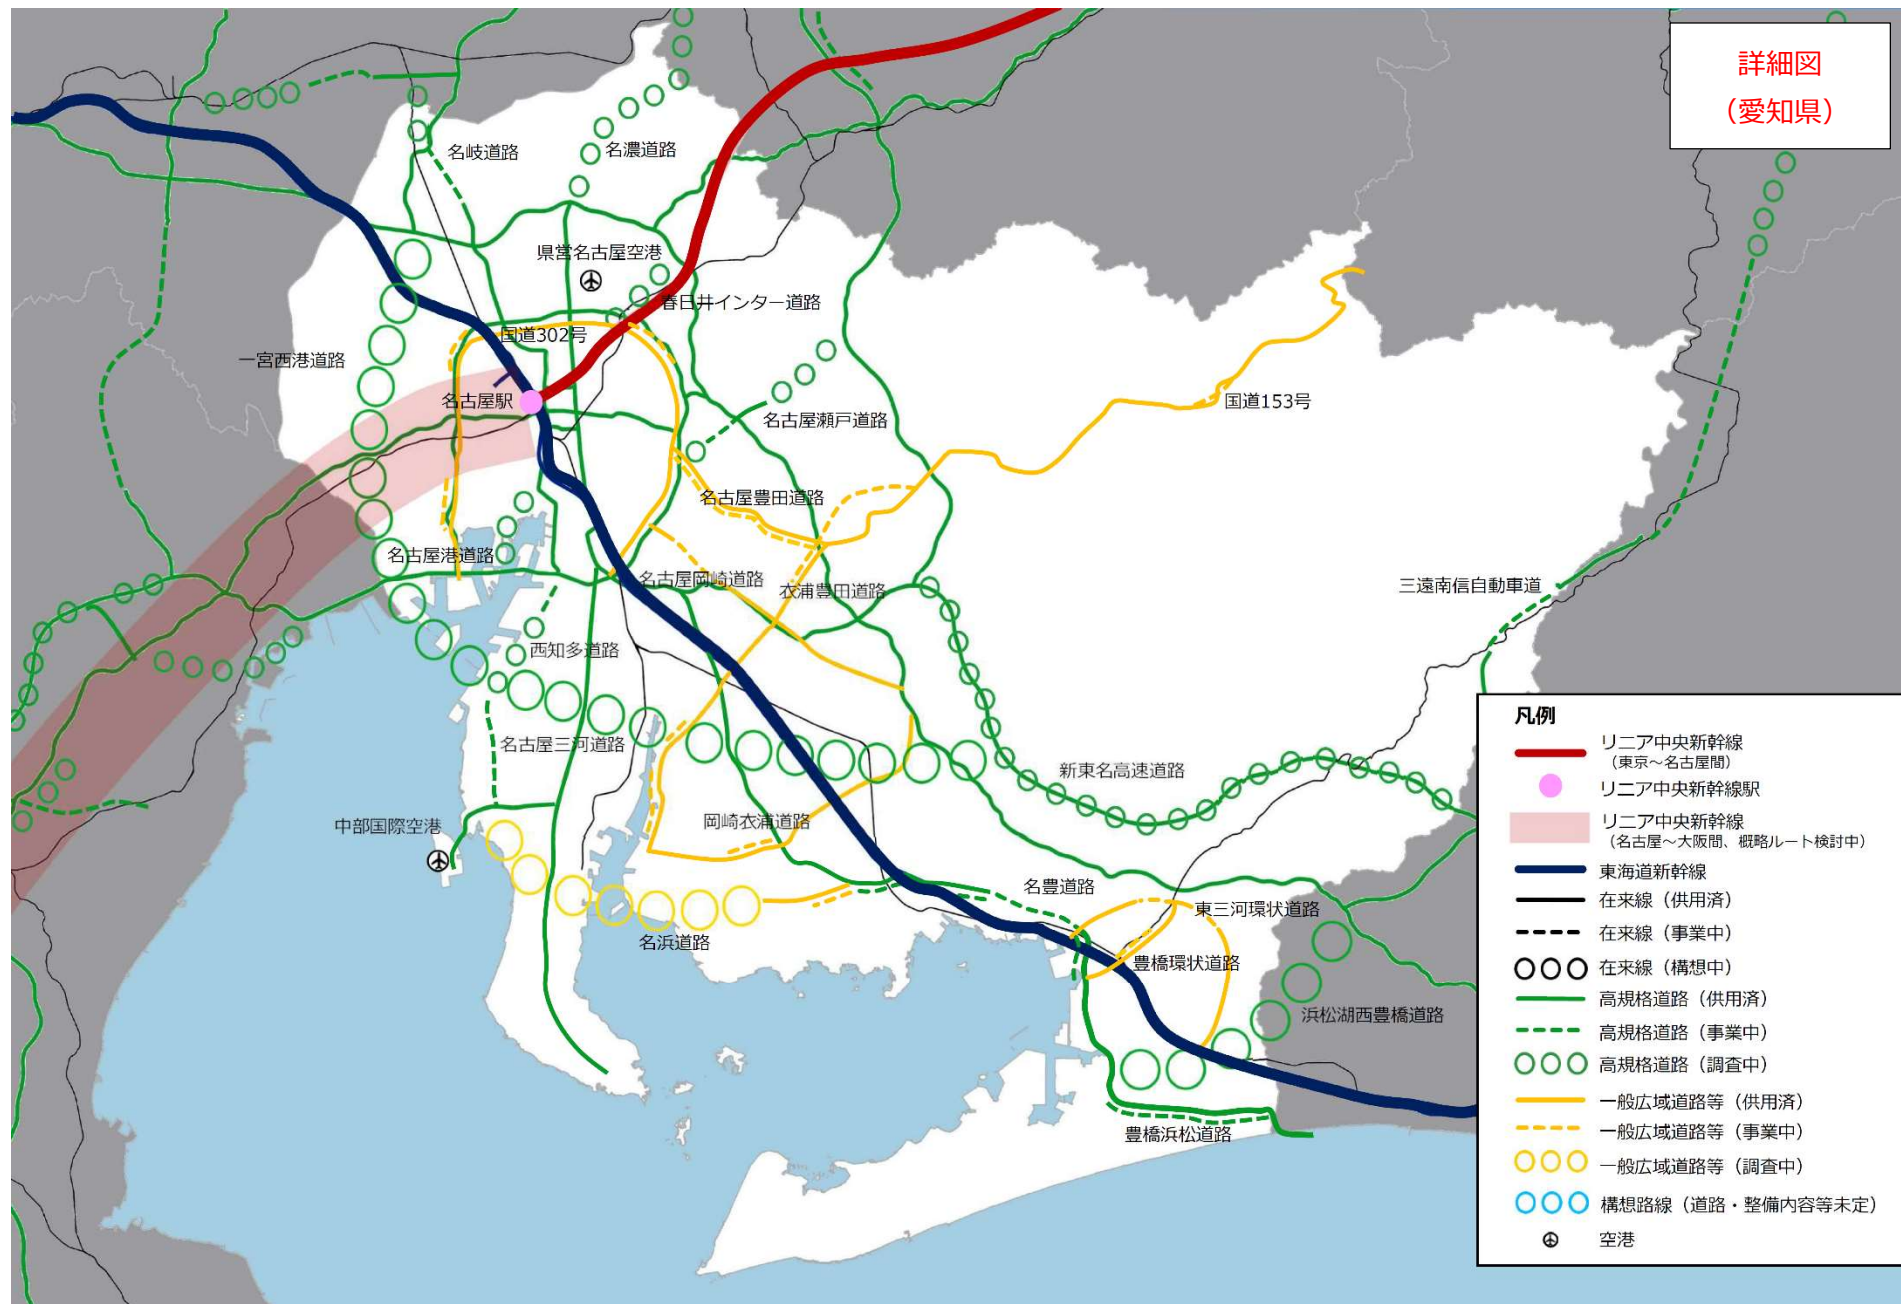 詳細図
（愛知県）
名岐道路
名濃道路
県営名古屋空港
春日井インター道路
国道302号
一宮西港道路
名古屋駅
国道153号
名古屋瀬戸道路
名古屋豊田道路
名古屋港道路
名古屋岡崎道路
衣浦豊田道路
三遠南信自動車道
西知多道路
名古屋三河道路
新東名高速道路
中部国際空港
岡崎衣浦道路
名豊道路
東三河環状道路
名浜道路
豊橋環状道路
浜松湖西豊橋道路
豊橋浜松道路
凡例
リニア中央新幹線
（東京～名古屋間）
リニア中央新幹線駅
リニア中央新幹線
（名古屋～大阪間、概略ルート検討中）
東海道新幹線
在来線（供用済）
在来線（事業中）
在来線（構想中）
高規格道路（供用済）
高規格道路（事業中）
高規格道路（調査中）
一般広域道路等（供用済）
一般広域道路等（事業中）
一般広域道路等（調査中）
構想路線（道路・整備内容等未定）
空港